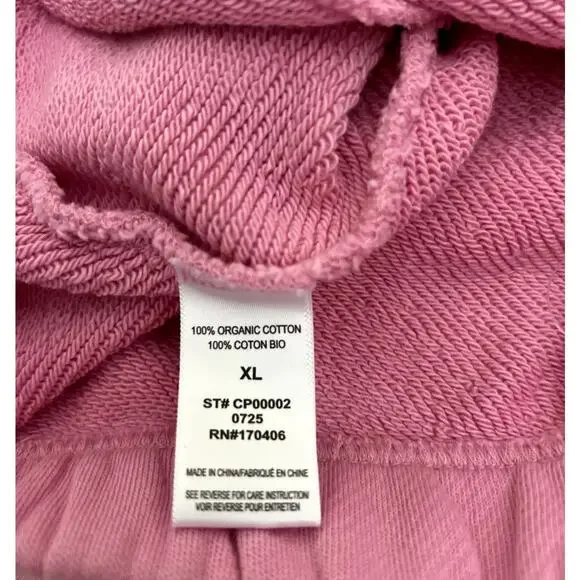 100% ORGANIC COTTON
100% COTON BIO
XL
ST# CP00002
0725
RN#170406
MADE IN CHINA/FABRIQUÉ EN CHINE
SEE REVERSE FOR CARE INSTRUCTION
VOIR REVERSE POUR ENTRETIEN